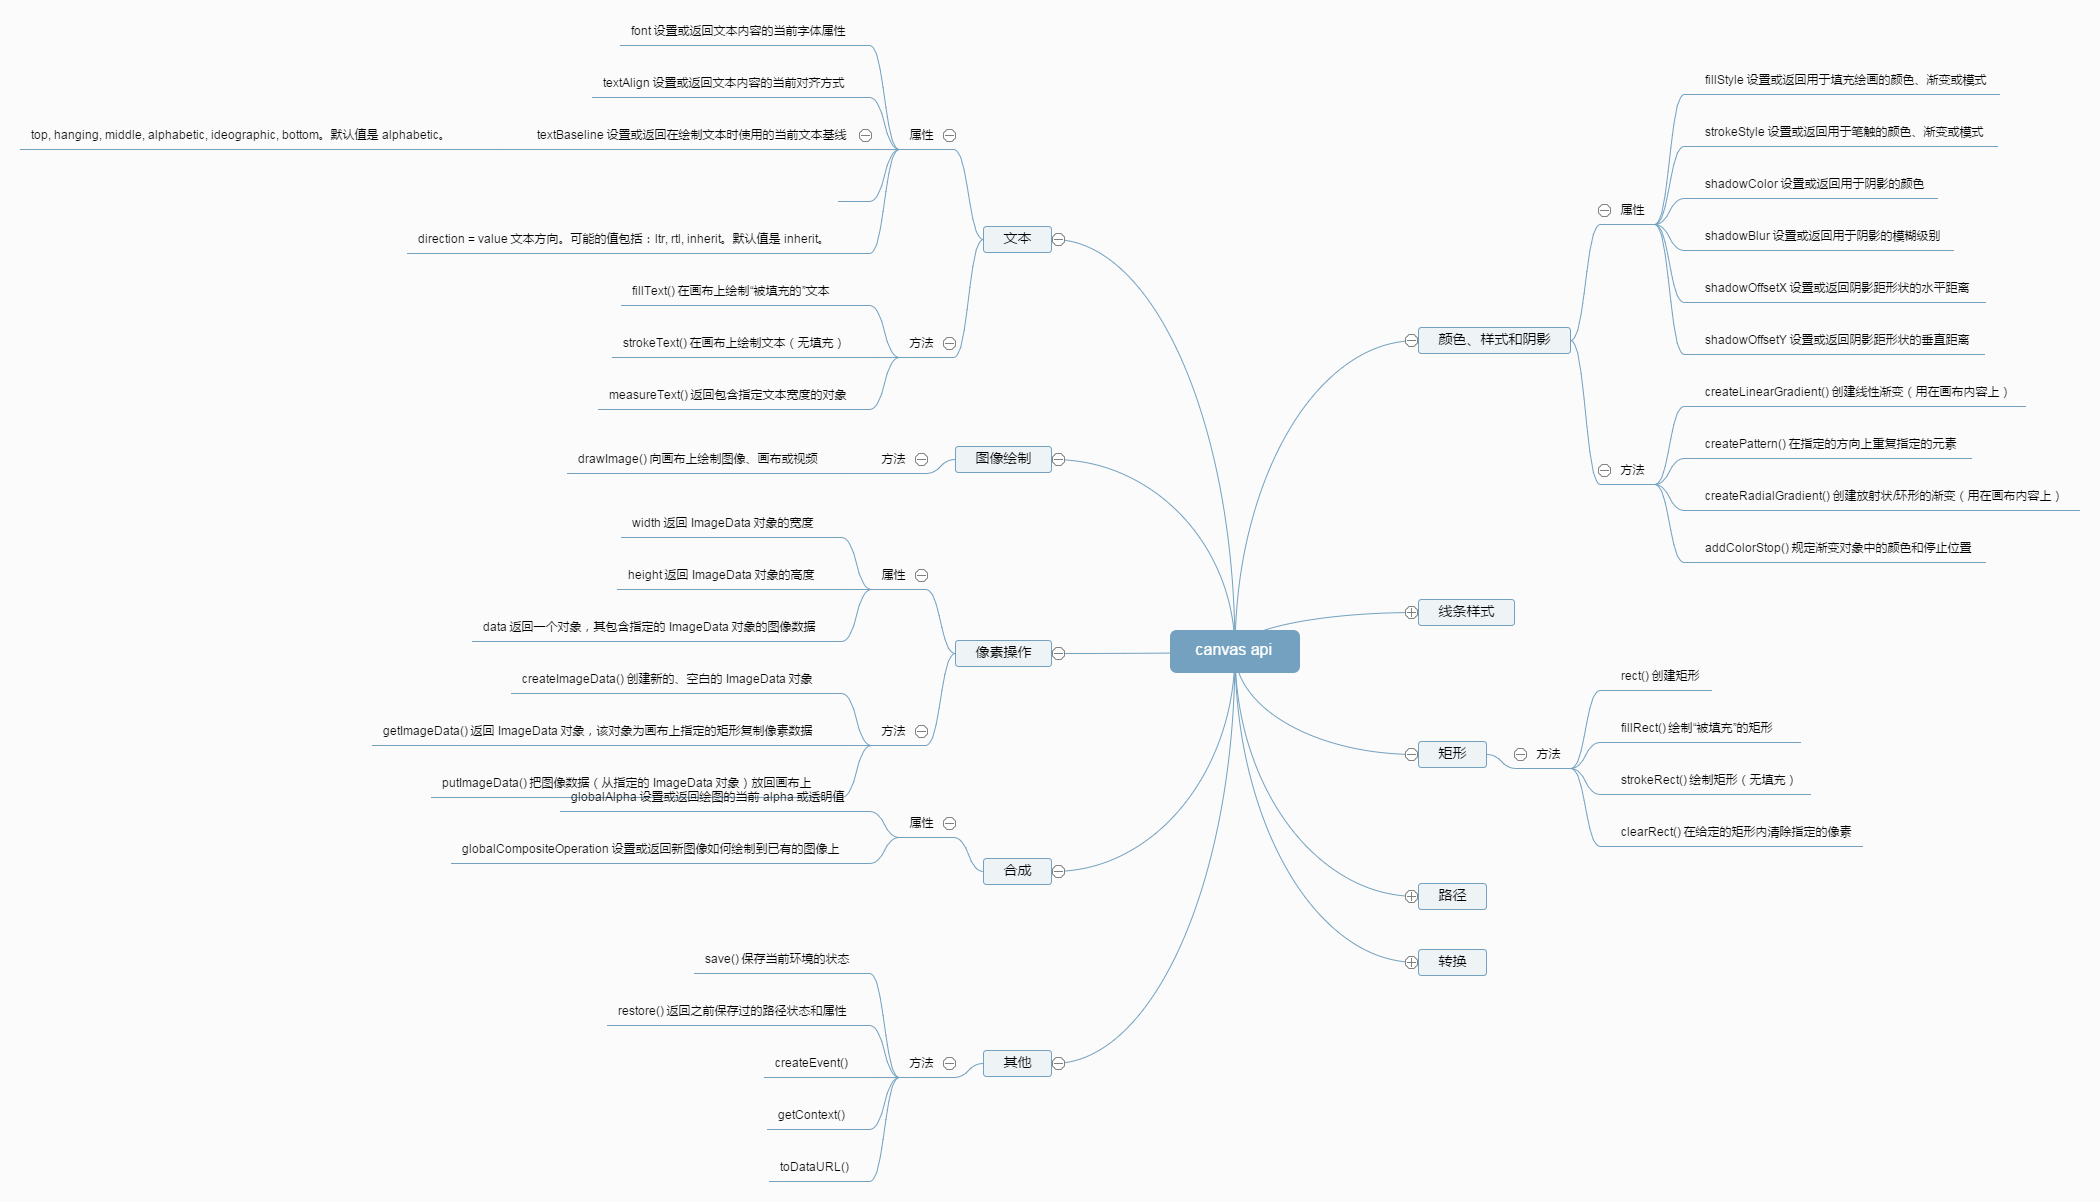 canvas api
文本
属性
font 设置或返回文本内容的当前字体属性
textAlign 设置或返回文本内容的当前对齐方式
textBaseline 设置或返回在绘制文本时使用的当前文本基线
top, hanging, middle, alphabetic, ideographic, bottom。默认值是 alphabetic。
direction = value 文本方向。可能的值包括：ltr, rtl, inherit。默认值是 inherit。
方法
fillText() 在画布上绘制“被填充的”文本
strokeText() 在画布上绘制文本（无填充）
measureText() 返回包含指定文本宽度的对象
图像绘制
方法
drawImage() 向画布上绘制图像、画布或视频
像素操作
属性
width 返回 ImageData 对象的宽度
height 返回 ImageData 对象的高度
data 返回一个对象，其包含指定的 ImageData 对象的图像数据
方法
createImageData() 创建新的、空白的 ImageData 对象
getImageData() 返回 ImageData 对象，该对象为画布上指定的矩形复制像素数据
putImageData() 把图像数据（从指定的 ImageData 对象）放回画布上
合成
属性
globalAlpha 设置或返回绘图的当前 alpha 或透明值
globalCompositeOperation 设置或返回新图像如何绘制到已有的图像上
其他
方法
save() 保存当前环境的状态
restore() 返回之前保存过的路径状态和属性
createEvent()
getContext()
toDataURL()
颜色、样式和阴影
属性
fillStyle 设置或返回用于填充绘画的颜色、渐变或模式
strokeStyle 设置或返回用于笔触的颜色、渐变或模式
shadowColor 设置或返回用于阴影的颜色
shadowBlur 设置或返回用于阴影的模糊级别
shadowOffsetX 设置或返回阴影距形状的水平距离
shadowOffsetY 设置或返回阴影距形状的垂直距离
方法
createLinearGradient() 创建线性渐变（用在画布内容上）
createPattern() 在指定的方向上重复指定的元素
createRadialGradient() 创建放射状/环形的渐变（用在画布内容上）
addColorStop() 规定渐变对象中的颜色和停止位置
线条样式
矩形
方法
rect() 创建矩形
fillRect() 绘制“被填充”的矩形
strokeRect() 绘制矩形（无填充）
clearRect() 在给定的矩形内清除指定的像素
路径
转换